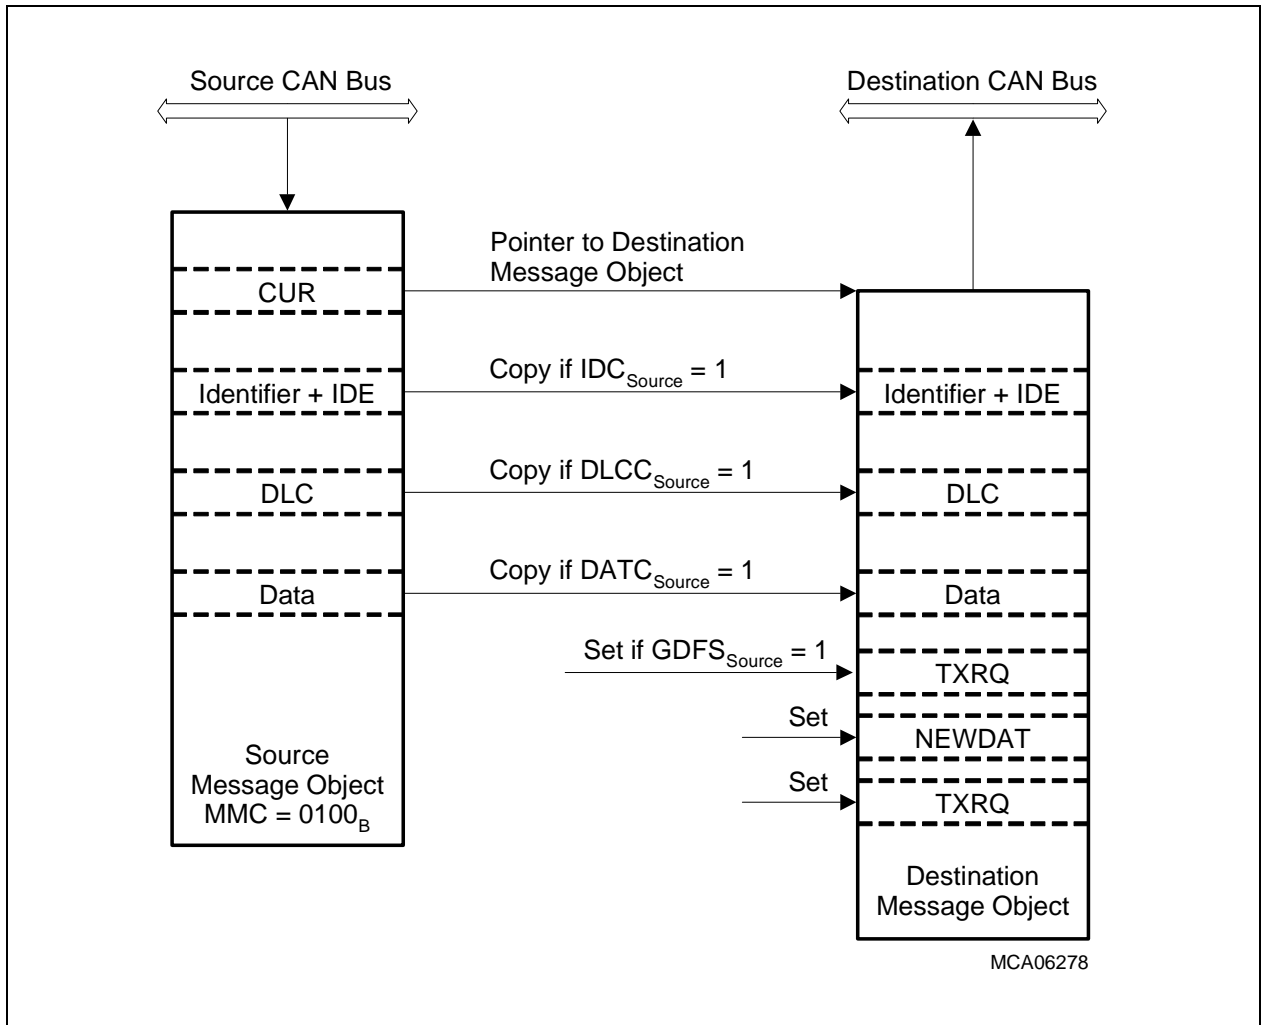 Source CAN Bus
Destination CAN Bus
Pointer to Destination
Message Object
CUR
Copy if IDC_Source = 1
Identifier + IDE
Identifier + IDE
Copy if DLCC_Source = 1
DLC
DLC
Copy if DATC_Source = 1
Data
Data
Set if GDFS_Source = 1
TXRQ
Set
NEWDAT
Set
TXRQ
Source
Message Object
MMC = 0100_B
Destination
Message Object
MCA06278